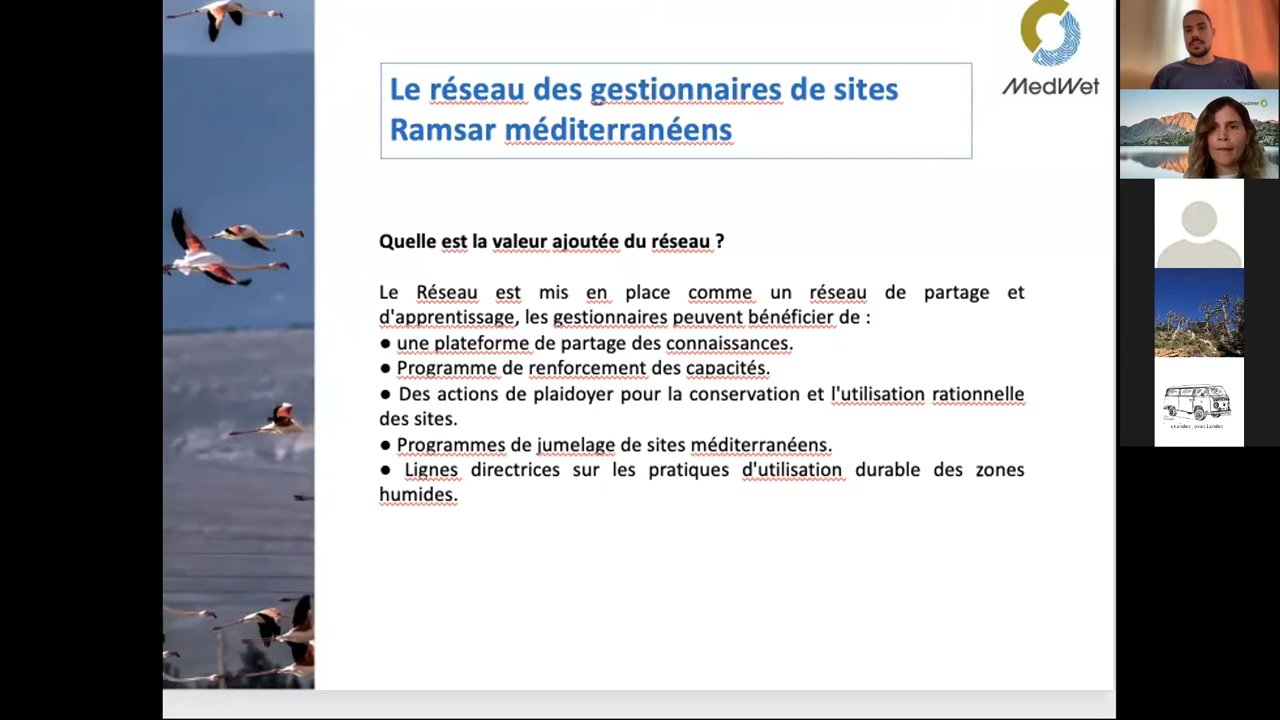 Le réseau des gestionnaires de sites
Ramsar méditerranéens
MedWet
Quelle est la valeur ajoutée du réseau ?
Le Réseau est mis en place comme un réseau de partage et
d'apprentissage, les gestionnaires peuvent bénéficier de :
● une plateforme de partage des connaissances.
● Programme de renforcement des capacités.
● Des actions de plaidoyer pour la conservation et l'utilisation rationnelle
des sites.
● Programmes de jumelage de sites méditerranéens.
● Lignes directrices sur les pratiques d'utilisation durable des zones
humides.
MedWet